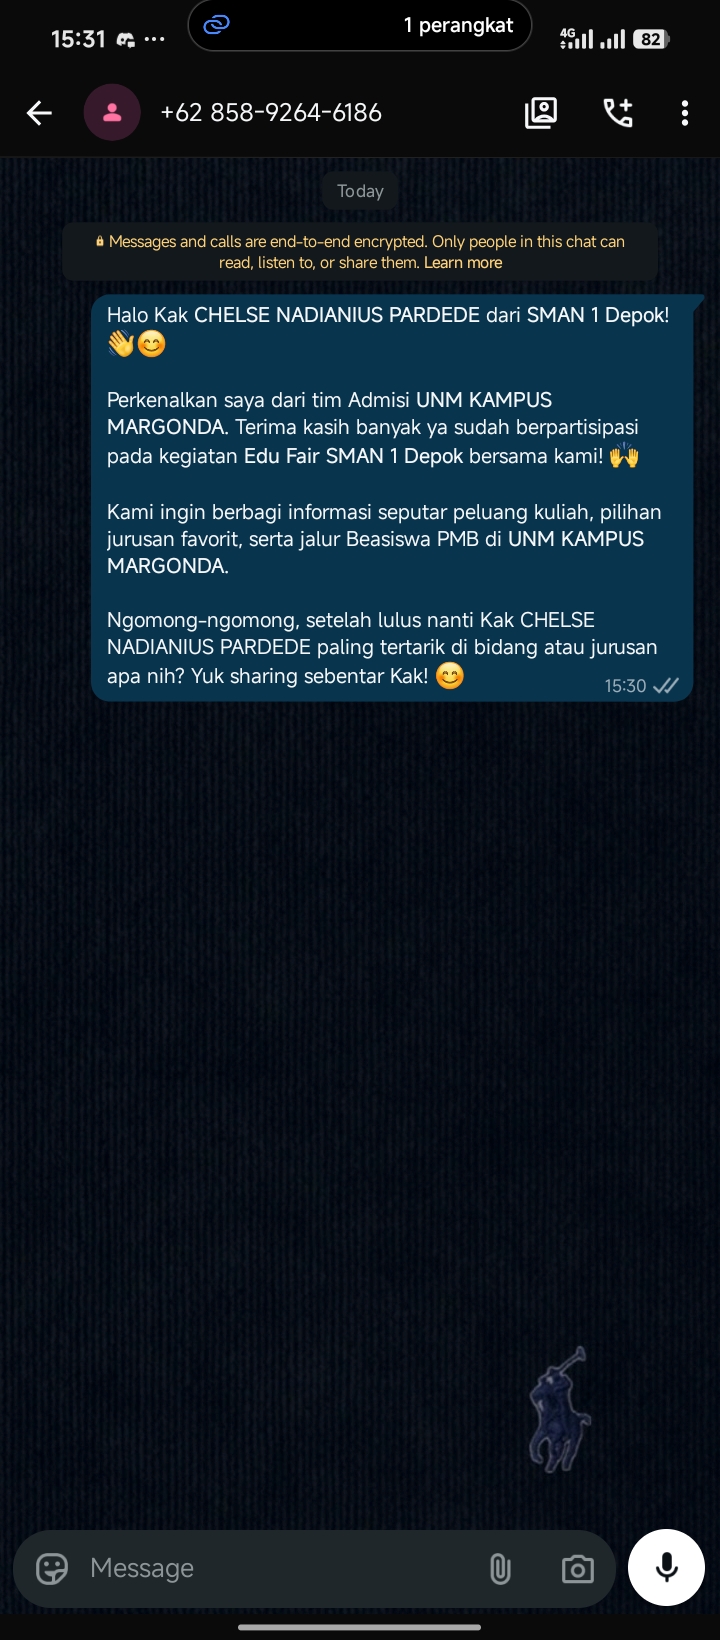 15:31 ... 1 perangkat 4G 82
+62 858-9264-6186
Today
Messages and calls are end-to-end encrypted. Only people in this chat can
read, listen to, or share them. Learn more
Halo Kak CHELSE NADIANIUS PARDEDE dari SMAN 1 Depok!
👋😊
Perkenalkan saya dari tim Admisi UNM KAMPUS
MARGONDA. Terima kasih banyak ya sudah berpartisipasi
pada kegiatan Edu Fair SMAN 1 Depok bersama kami! 🙌
Kami ingin berbagi informasi seputar peluang kuliah, pilihan
jurusan favorit, serta jalur Beasiswa PMB di UNM KAMPUS
MARGONDA.
Ngomong-ngomong, setelah lulus nanti Kak CHELSE
NADIANIUS PARDEDE paling tertarik di bidang atau jurusan
apa nih? Yuk sharing sebentar Kak! 😊
15:30
Message